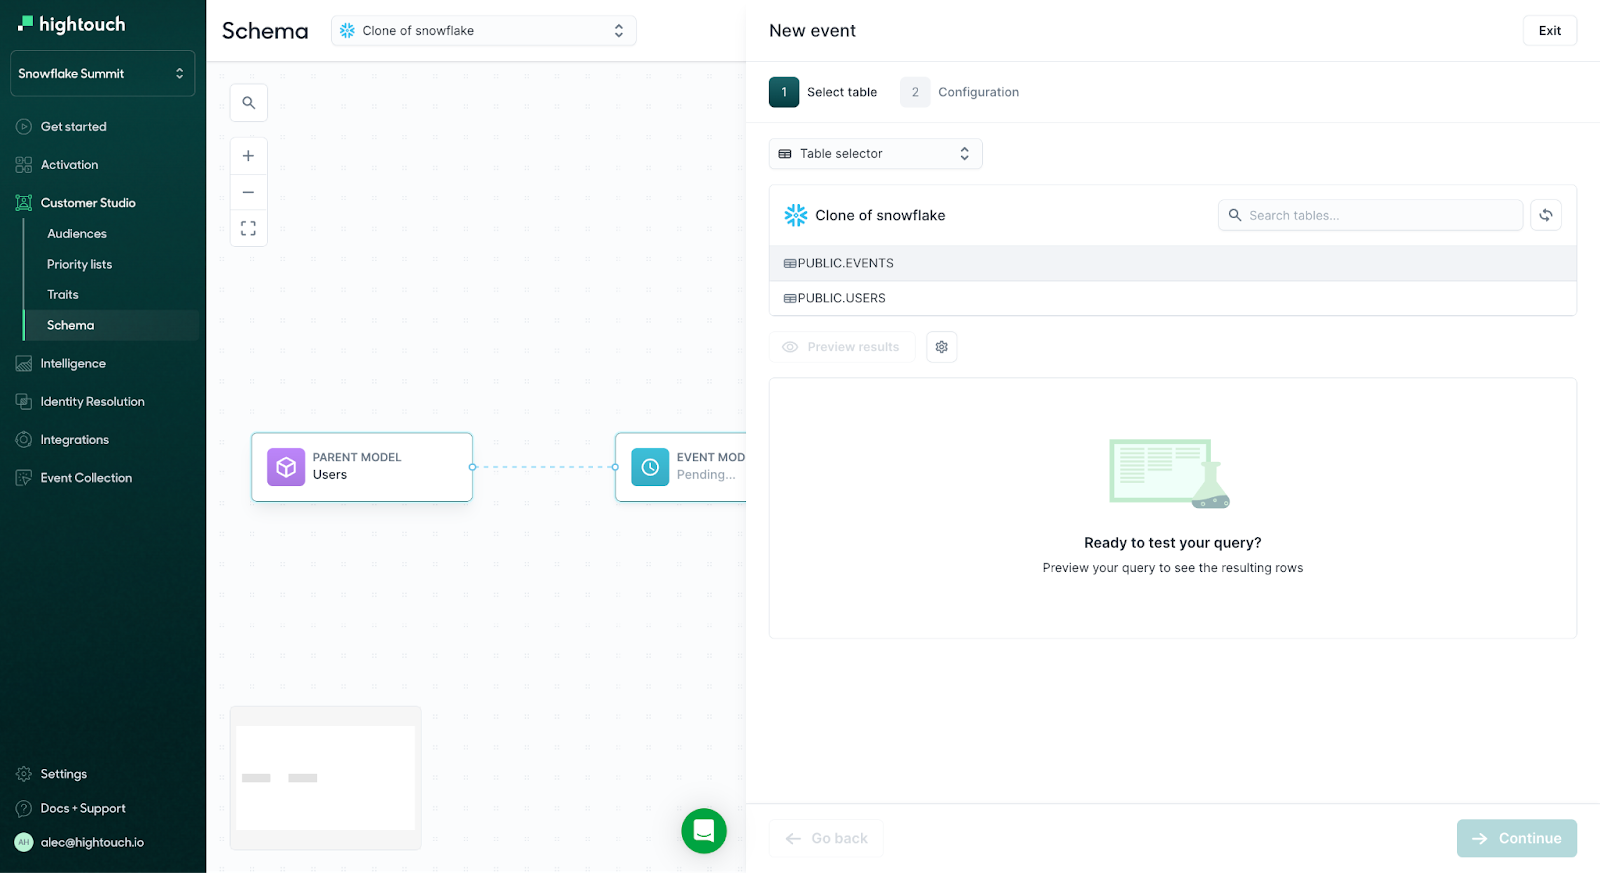 hightouch
Snowflake Summit
Get started
Activation
Customer Studio
Audiences
Priority lists
Traits
Schema
Intelligence
Identity Resolution
Integrations
Event Collection
Settings
Docs + Support
AH alec@hightouch.io
Schema
Clone of snowflake
PARENT MODEL
Users
EVENT MOD
Pending...
New event
Exit
1 Select table 2 Configuration
Table selector
Clone of snowflake
Search tables...
PUBLIC.EVENTS
PUBLIC.USERS
Preview results
Ready to test your query?
Preview your query to see the resulting rows
Go back
Continue